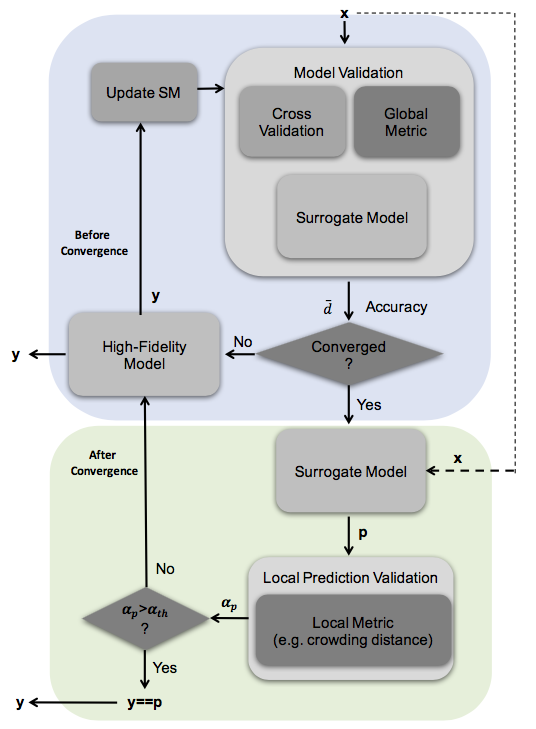 x
Model Validation
Update SM
Cross
Validation
Global
Metric
Surrogate Model
Before
Convergence
y
d̄
Accuracy
High-Fidelity
Model
No
Converged
?
y
Yes
After
Convergence
Surrogate Model
x
p
No
Local Prediction Validation
αp>αth
?
αp
Local Metric
(e.g. crowding distance)
Yes
y
y==p